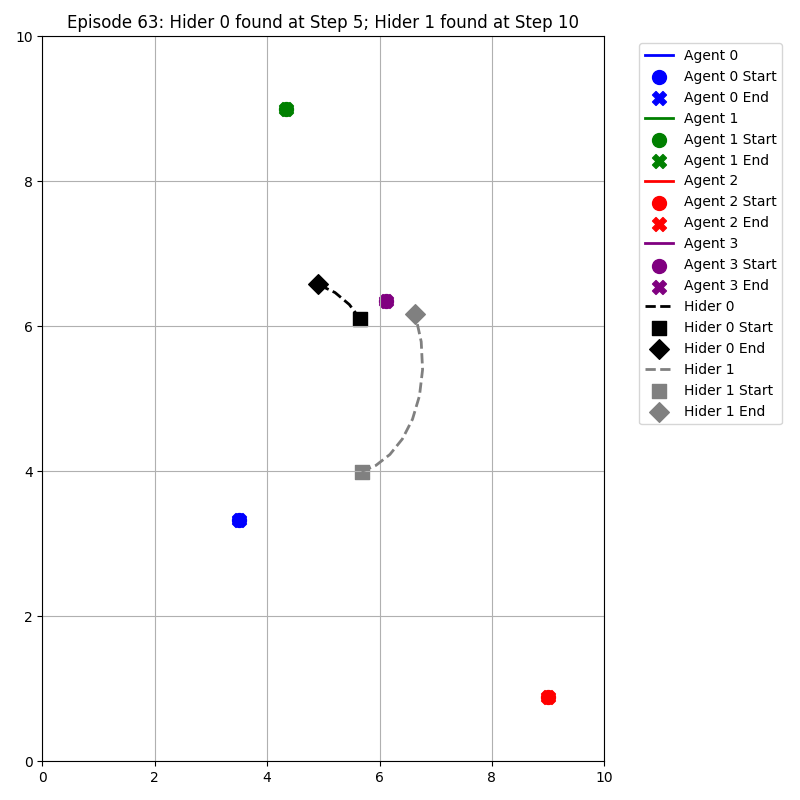 Episode 63: Hider 0 found at Step 5; Hider 1 found at Step 10
10
8
6
4
2
0
0 2 4 6 8 10
Agent 0
Agent 0 Start
Agent 0 End
Agent 1
Agent 1 Start
Agent 1 End
Agent 2
Agent 2 Start
Agent 2 End
Agent 3
Agent 3 Start
Agent 3 End
Hider 0
Hider 0 Start
Hider 0 End
Hider 1
Hider 1 Start
Hider 1 End